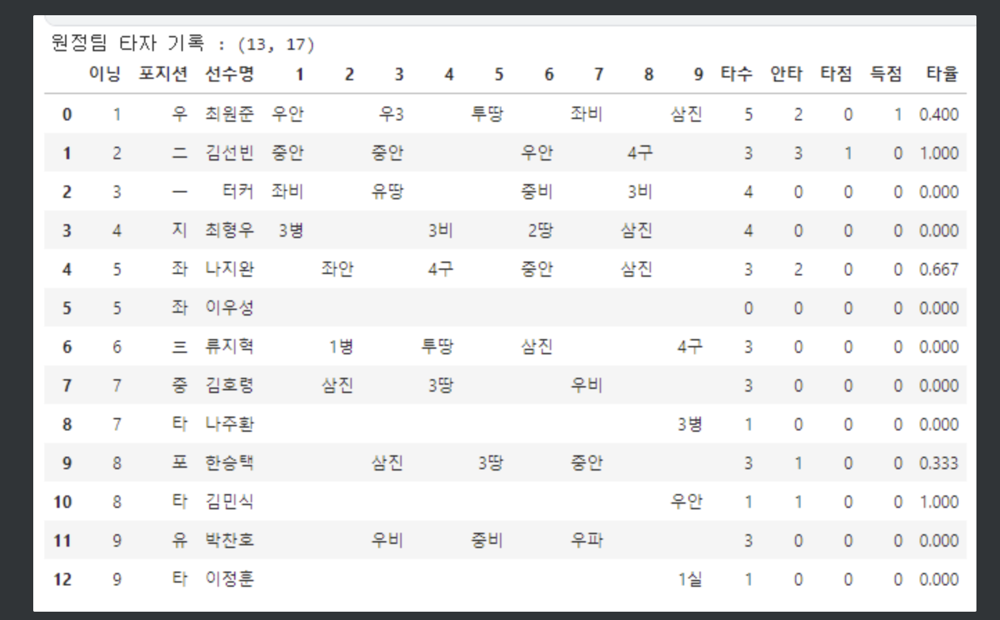 원정팀 타자 기록 : (13, 17)
이닝 포지션 선수명 1 2 3 4 5 6 7 8 9 타수 안타 타점 득점 타율
0 1 우 최원준 우안 우3 투땅 좌비 삼진 5 2 0 1 0.400
1 2 二 김선빈 중안 중안 우안 4구 3 3 1 0 1.000
2 3 一 터커 좌비 유땅 중비 3비 4 0 0 0 0.000
3 4 지 최형우 3병 3비 2땅 삼진 4 0 0 0 0.000
4 5 좌 나지완 좌안 4구 중안 삼진 3 2 0 0 0.667
5 5 좌 이우성 0 0 0 0 0.000
6 6 三 류지혁 1병 투땅 삼진 4구 3 0 0 0 0.000
7 7 중 김호령 삼진 3땅 우비 3 0 0 0 0.000
8 7 타 나주환 3병 1 0 0 0 0.000
9 8 포 한승택 삼진 3땅 중안 3 1 0 0 0.333
10 8 타 김민식 우안 1 1 0 0 1.000
11 9 유 박찬호 우비 중비 우파 3 0 0 0 0.000
12 9 타 이정훈 1실 1 0 0 0 0.000